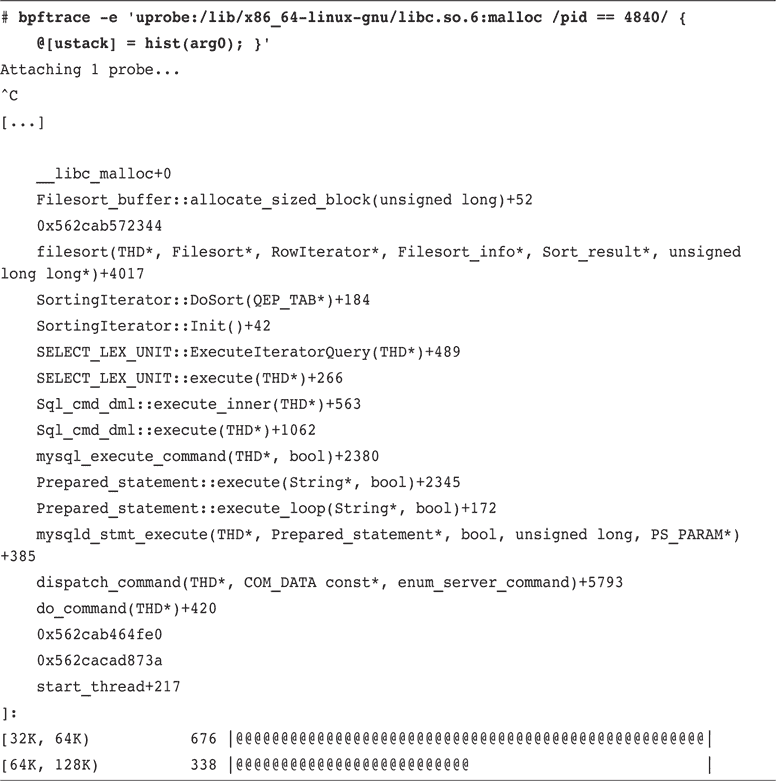 # bpftrace -e 'uprobe:/lib/x86_64-linux-gnu/libc.so.6:malloc /pid == 4840/ {
    @[ustack] = hist(arg0); }'
Attaching 1 probe...
^C
[...]

    __libc_malloc+0
    Filesort_buffer::allocate_sized_block(unsigned long)+52
    0x562cab572344
    filesort(THD*, Filesort*, RowIterator*, Filesort_info*, Sort_result*, unsigned
long long*)+4017
    SortingIterator::DoSort(QEP_TAB*)+184
    SortingIterator::Init()+42
    SELECT_LEX_UNIT::ExecuteIteratorQuery(THD*)+489
    SELECT_LEX_UNIT::execute(THD*)+266
    Sql_cmd_dml::execute_inner(THD*)+563
    Sql_cmd_dml::execute(THD*)+1062
    mysql_execute_command(THD*, bool)+2380
    Prepared_statement::execute(String*, bool)+2345
    Prepared_statement::execute_loop(String*, bool)+172
    mysqld_stmt_execute(THD*, Prepared_statement*, bool, unsigned long, PS_PARAM*)
+385
    dispatch_command(THD*, COM_DATA const*, enum_server_command)+5793
    do_command(THD*)+420
    0x562cab464fe0
    0x562cacad873a
    start_thread+217
]:
[32K, 64K)           676 |@@@@@@@@@@@@@@@@@@@@@@@@@@@@@@@@@@@@@@@@@@@@@@@@@@@@|
[64K, 128K)          338 |@@@@@@@@@@@@@@@@@@@@@@@@@@                          |